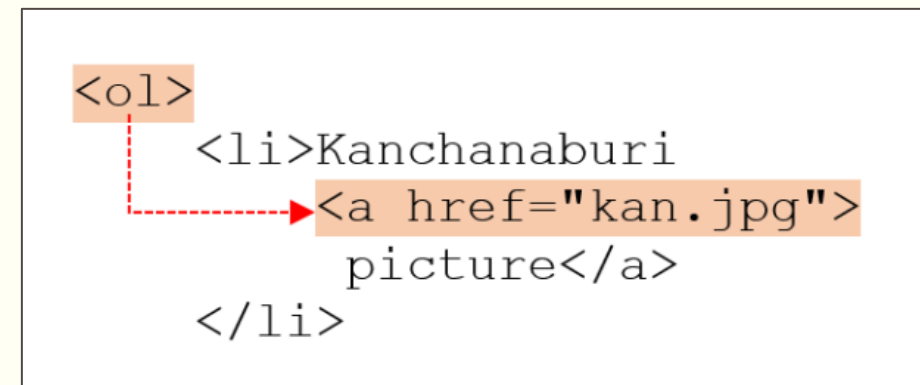 <ol>
<li>Kanchanaburi
<a href="kan.jpg">
picture</a>
</li>